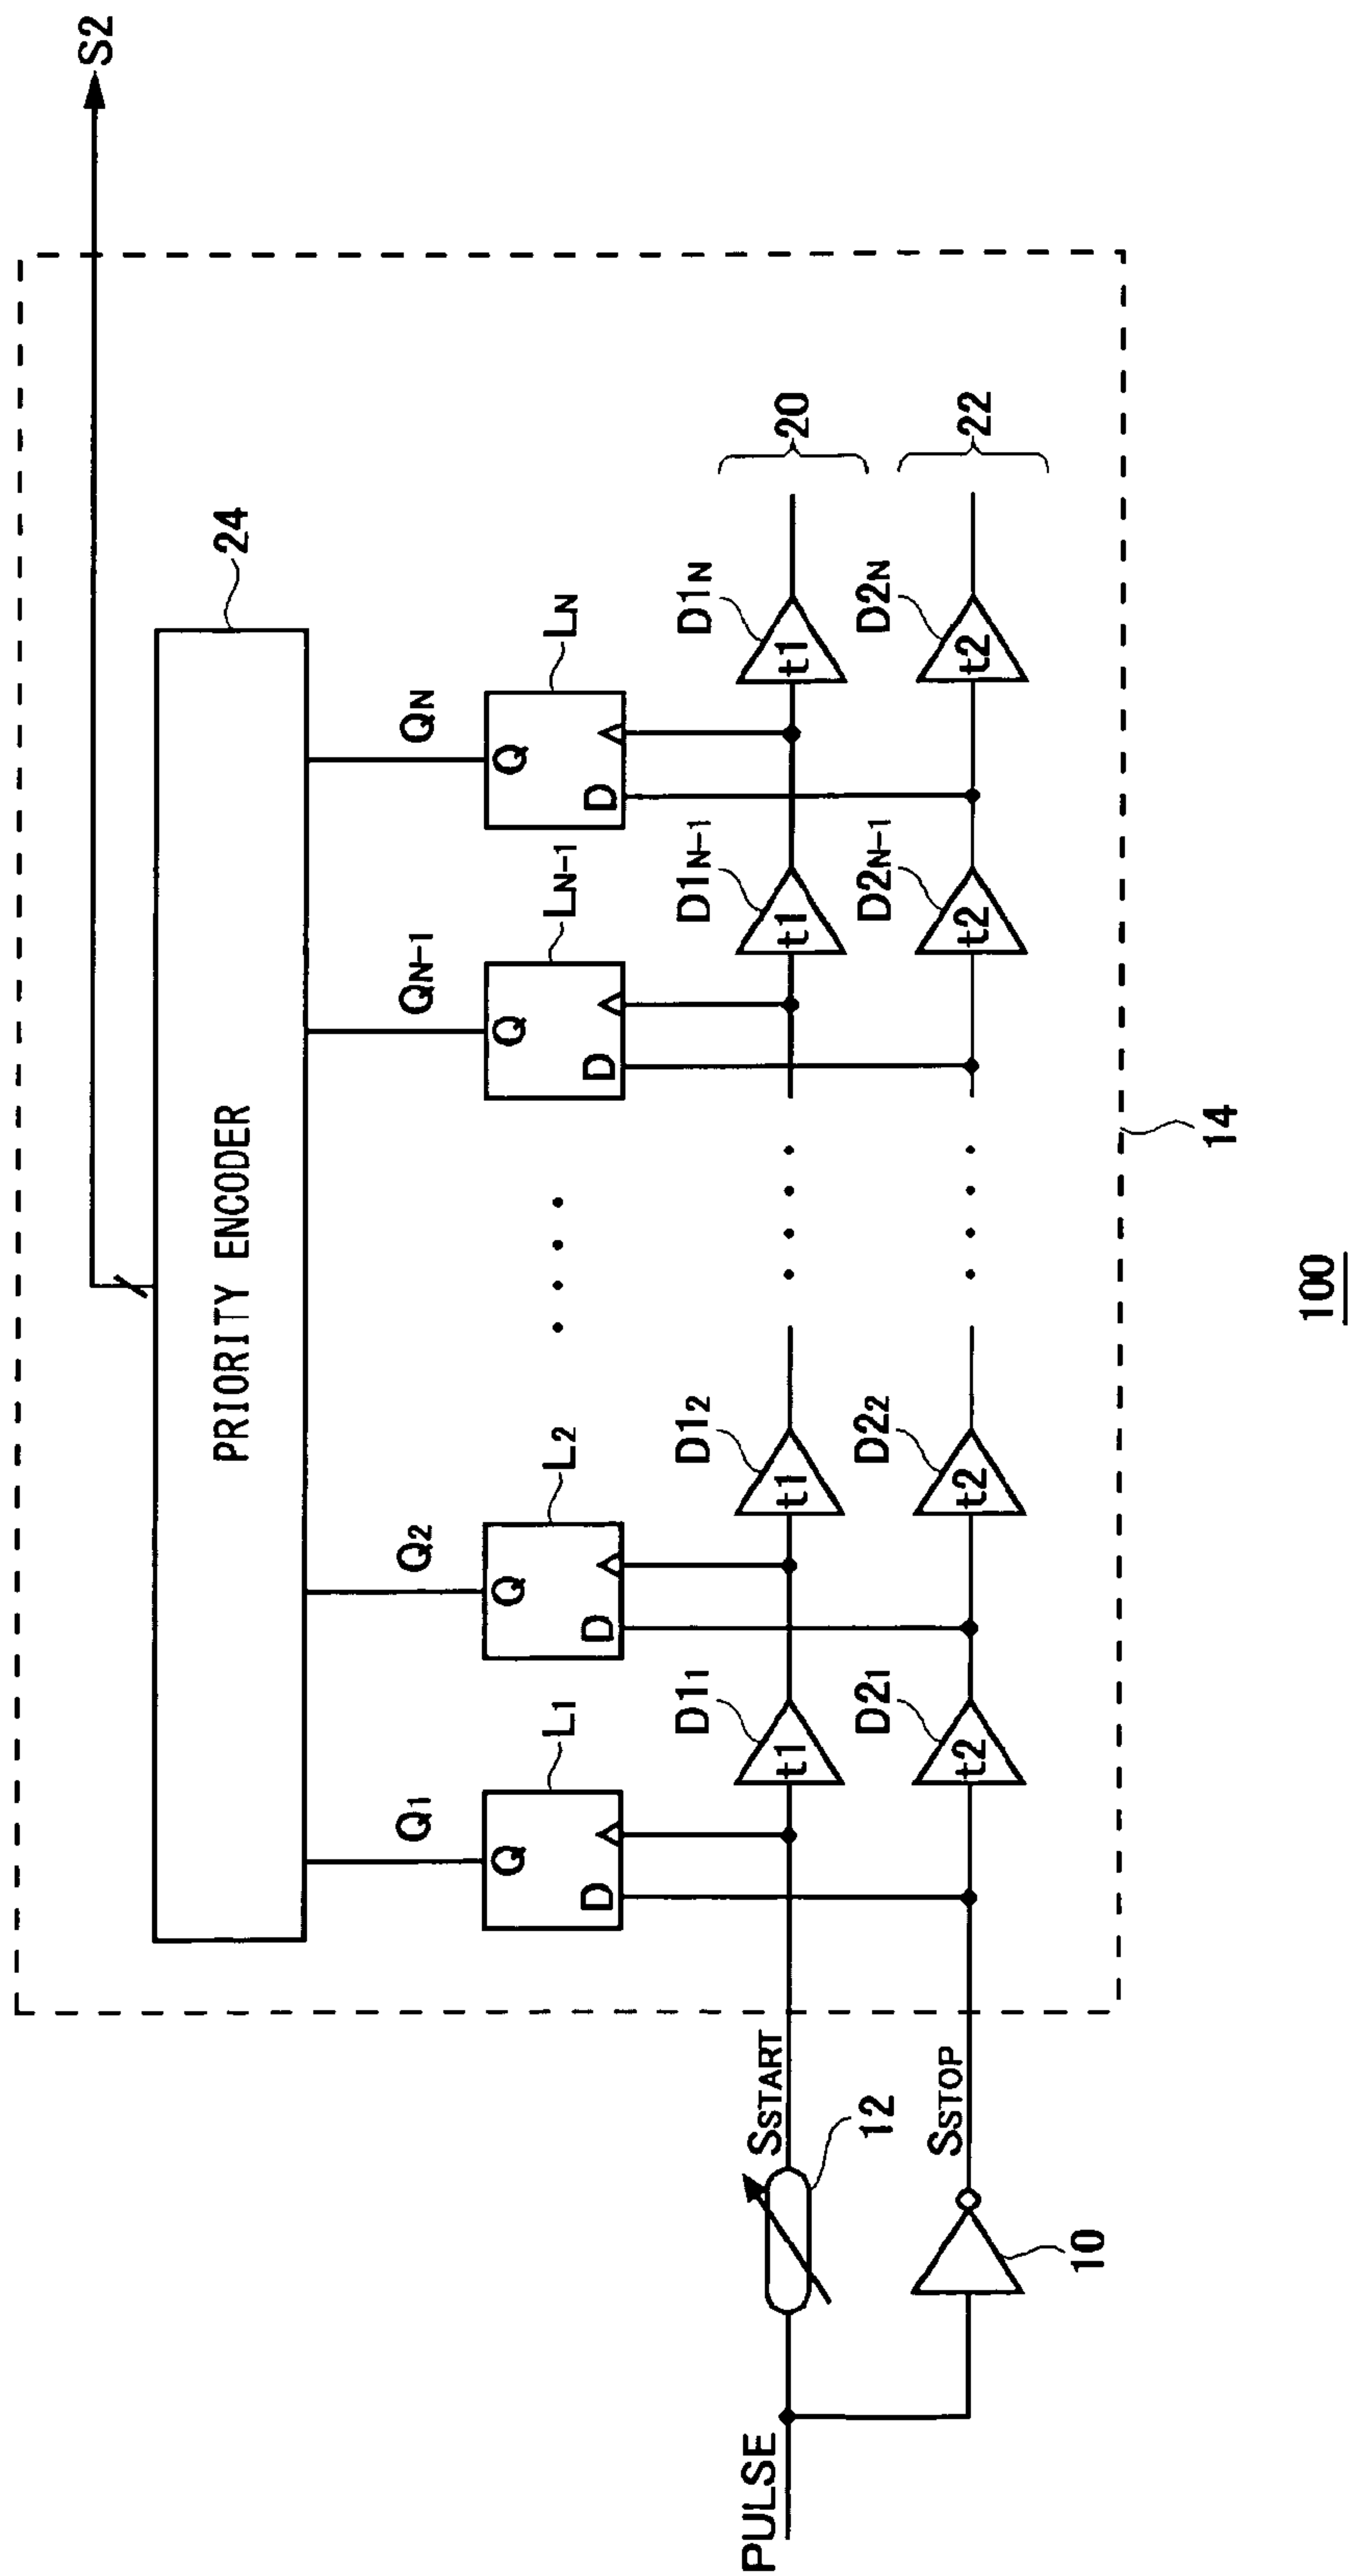 S2
24
PRIORITY ENCODER
Q1
Q2
QN-1
QN
L1
L2
LN-1
LN
Q
D
Q
D
Q
D
Q
D
D11
D12
D1N-1
D1N
20
PULSE
SSTART
t1
t1
t1
t1
12
D21
D22
D2N-1
D2N
22
SSTOP
t2
t2
t2
t2
10
14
100